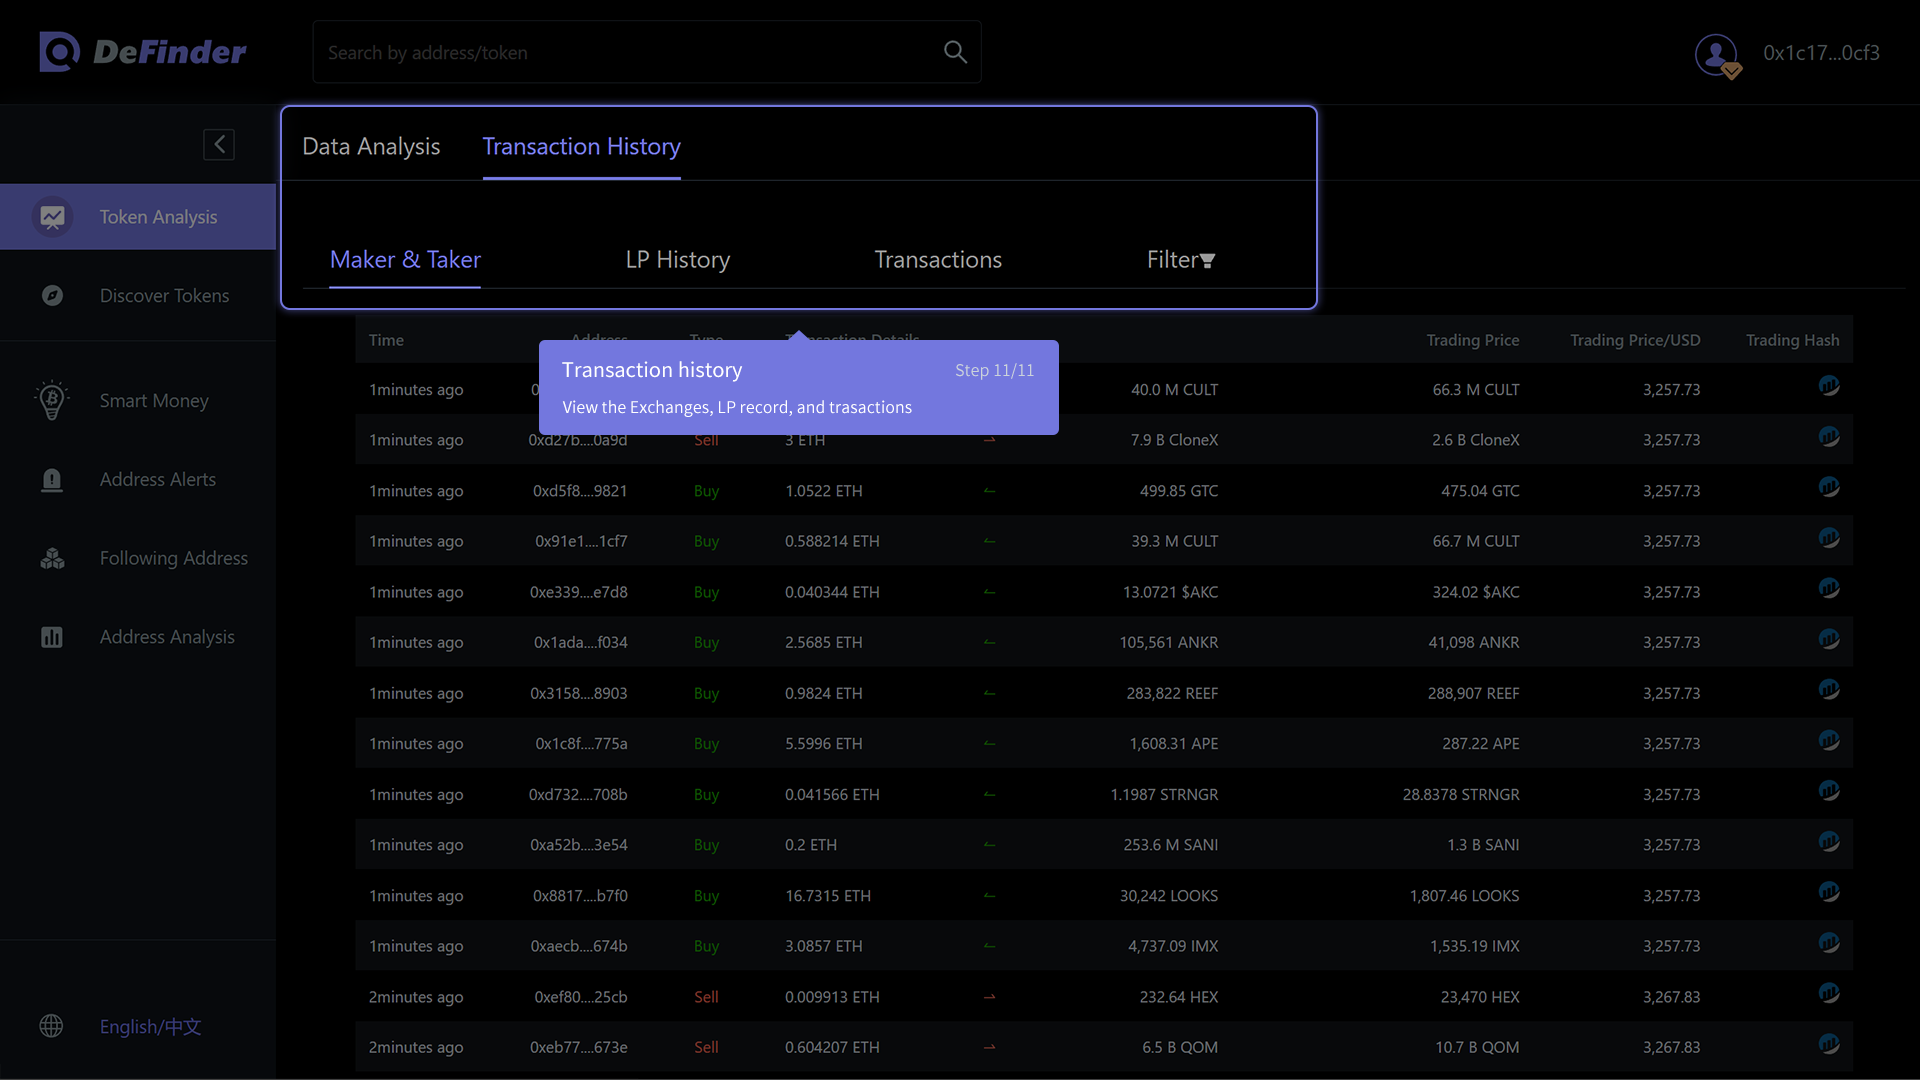 DeFinder
Search by address/token
0x1c17...0cf3
Data Analysis Transaction History
Token Analysis
Maker & Taker LP History Transactions Filter
Discover Tokens
Smart Money
Address Alerts
Following Address
Address Analysis
English/中文
Transaction history Step 11/11
View the Exchanges, LP record, and trasactions
Time Address Type Transaction Details Trading Price Trading Price/USD Trading Hash
1minutes ago 40.0 M CULT 66.3 M CULT 3,257.73
1minutes ago 0xd27b....0a9d Sell 3 ETH 7.9 B CloneX 2.6 B CloneX 3,257.73
1minutes ago 0xd5f8....9821 Buy 1.0522 ETH 499.85 GTC 475.04 GTC 3,257.73
1minutes ago 0x91e1....1cf7 Buy 0.588214 ETH 39.3 M CULT 66.7 M CULT 3,257.73
1minutes ago 0xe339....e7d8 Buy 0.040344 ETH 13.0721 $AKC 324.02 $AKC 3,257.73
1minutes ago 0x1ada....f034 Buy 2.5685 ETH 105,561 ANKR 41,098 ANKR 3,257.73
1minutes ago 0x3158....8903 Buy 0.9824 ETH 283,822 REEF 288,907 REEF 3,257.73
1minutes ago 0x1c8f....775a Buy 5.5996 ETH 1,608.31 APE 287.22 APE 3,257.73
1minutes ago 0xd732....708b Buy 0.041566 ETH 1.1987 STRNGR 28.8378 STRNGR 3,257.73
1minutes ago 0xa52b....3e54 Buy 0.2 ETH 253.6 M SANI 1.3 B SANI 3,257.73
1minutes ago 0x8817....b7f0 Buy 16.7315 ETH 30,242 LOOKS 1,807.46 LOOKS 3,257.73
1minutes ago 0xaecb....674b Buy 3.0857 ETH 4,737.09 IMX 1,535.19 IMX 3,257.73
2minutes ago 0xef80....25cb Sell 0.009913 ETH 232.64 HEX 23,470 HEX 3,267.83
2minutes ago 0xeb77....673e Sell 0.604207 ETH 6.5 B QOM 10.7 B QOM 3,267.83